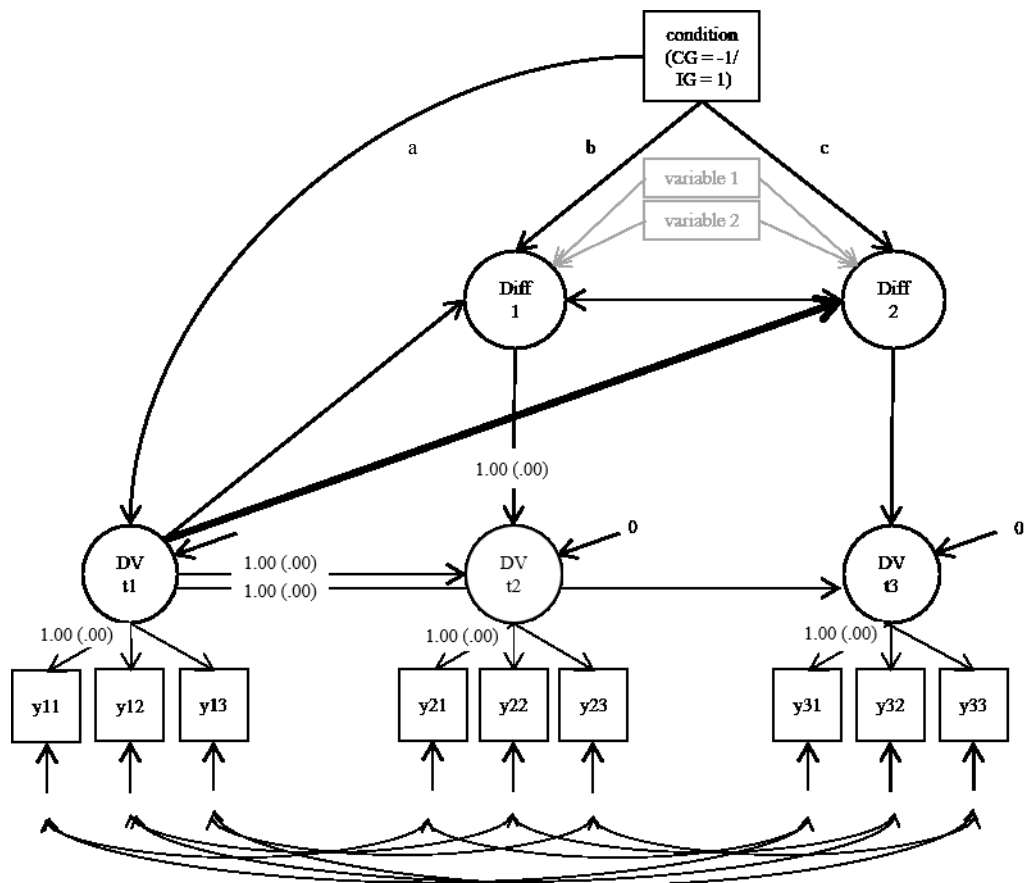 condition
(CG = -1/
IG = 1)
a
b
c
variable 1
variable 2
Diff
1
Diff
2
1.00 (.00)
0
0
DV
t1
1.00 (.00)
1.00 (.00)
DV
t2
DV
t3
1.00 (.00)
1.00 (.00)
1.00 (.00)
y11
y12
y13
y21
y22
y23
y31
y32
y33